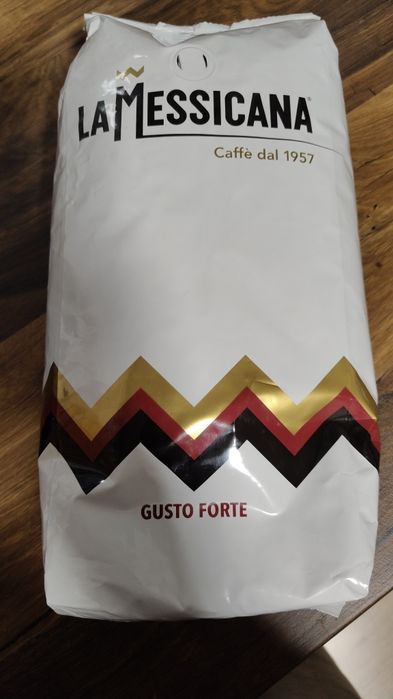 LA MESSICANA
Caffè dal 1957
GUSTO FORTE